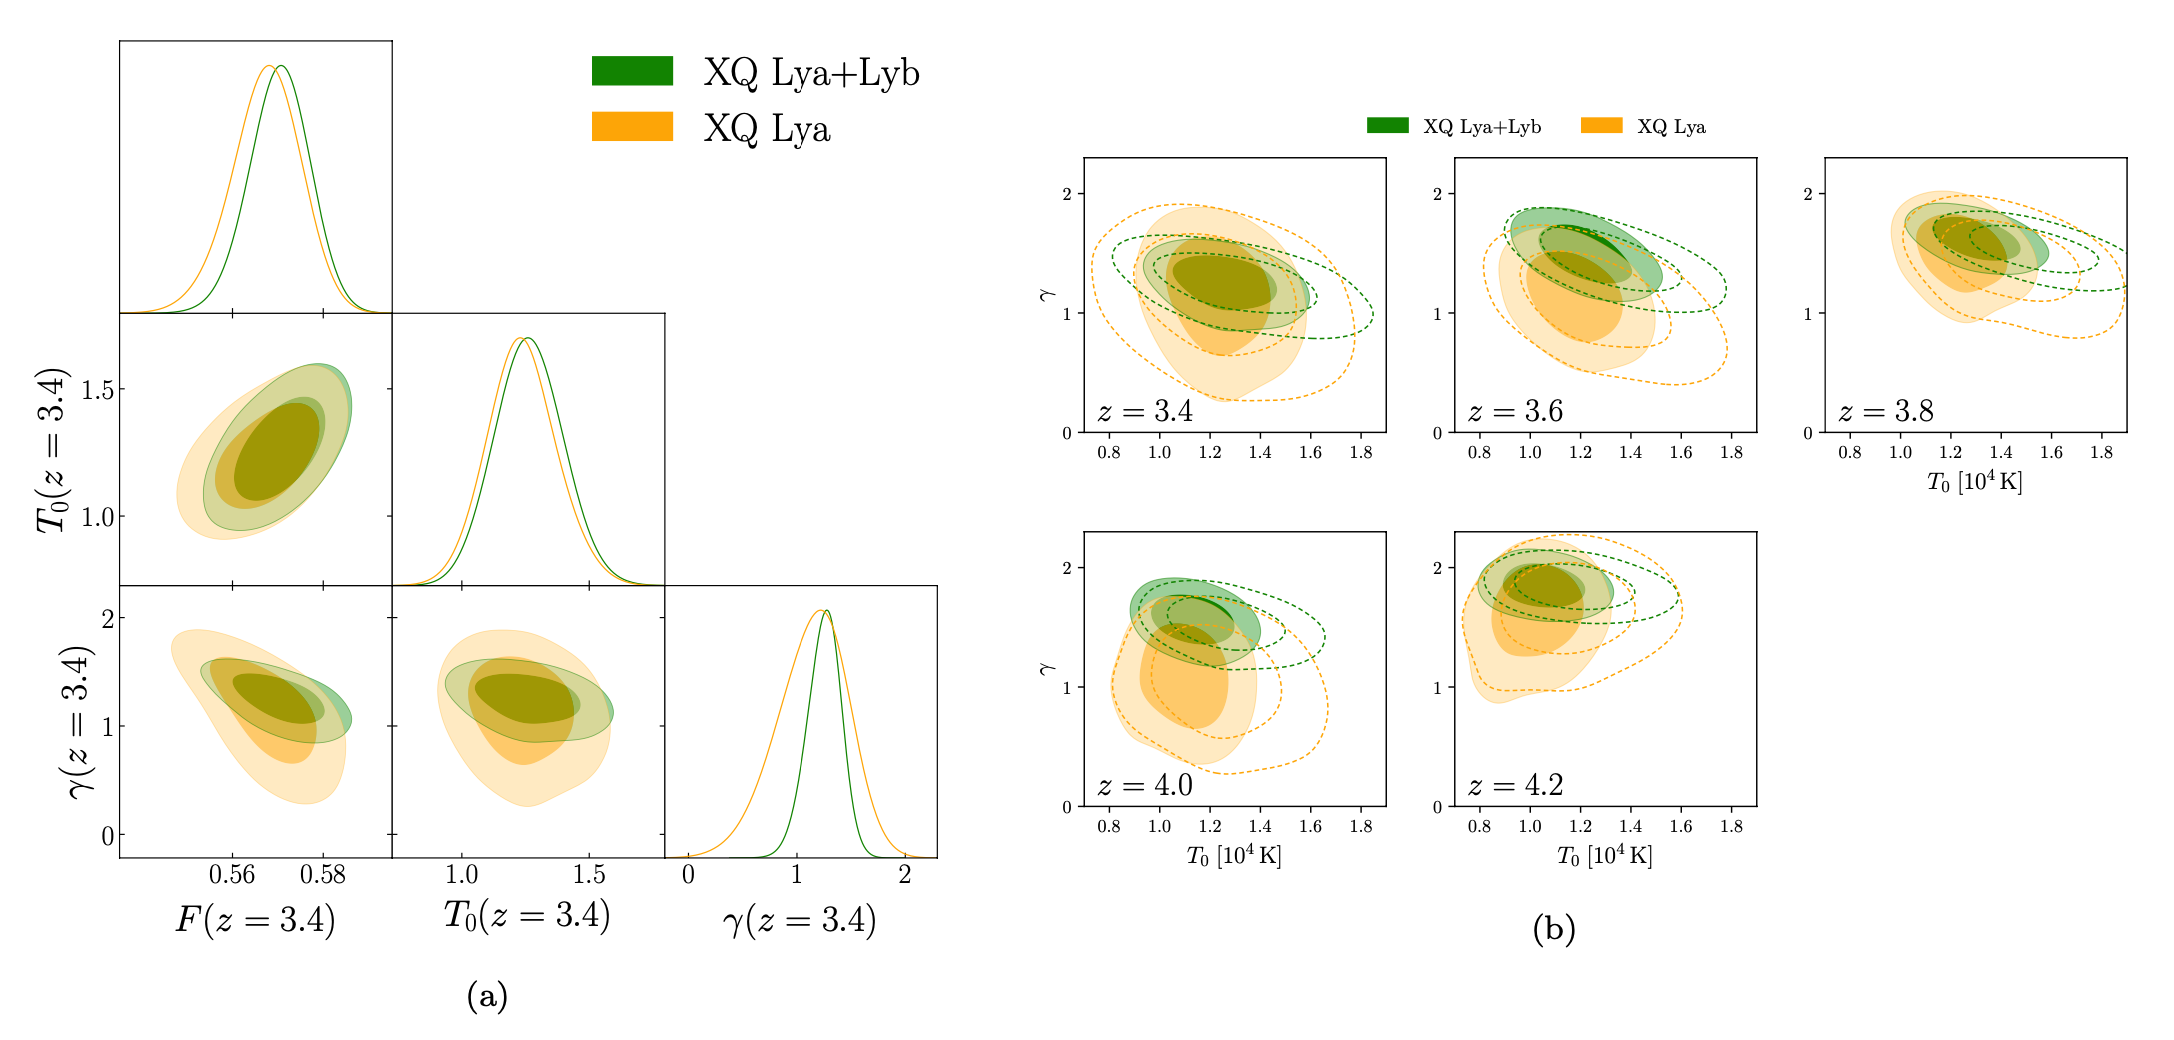 XQ Lya+Lyb
XQ Lya
T₀(z = 3.4)
1.5
1.0
γ(z = 3.4)
2
1
0
0.56 0.58
1.0 1.5
0 1 2
F(z = 3.4)
T₀(z = 3.4)
γ(z = 3.4)
(a)
XQ Lya+Lyb XQ Lya
γ
2
1
0
z = 3.4
0.8 1.0 1.2 1.4 1.6 1.8
2
1
0
z = 3.6
0.8 1.0 1.2 1.4 1.6 1.8
2
1
0
z = 3.8
0.8 1.0 1.2 1.4 1.6 1.8
T₀ [10⁴ K]
γ
2
1
0
z = 4.0
0.8 1.0 1.2 1.4 1.6 1.8
T₀ [10⁴ K]
2
1
0
z = 4.2
0.8 1.0 1.2 1.4 1.6 1.8
T₀ [10⁴ K]
(b)